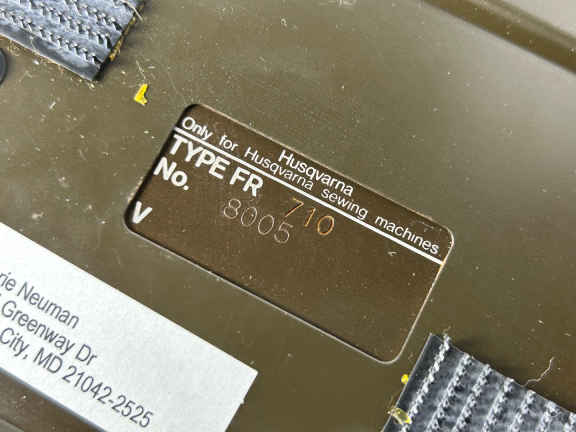 Husqvarna
Only for Husqvarna sewing machines
TYPE FR 710
No. 8005
V
rie Neuman
Greenway Dr
City, MD 21042-2525